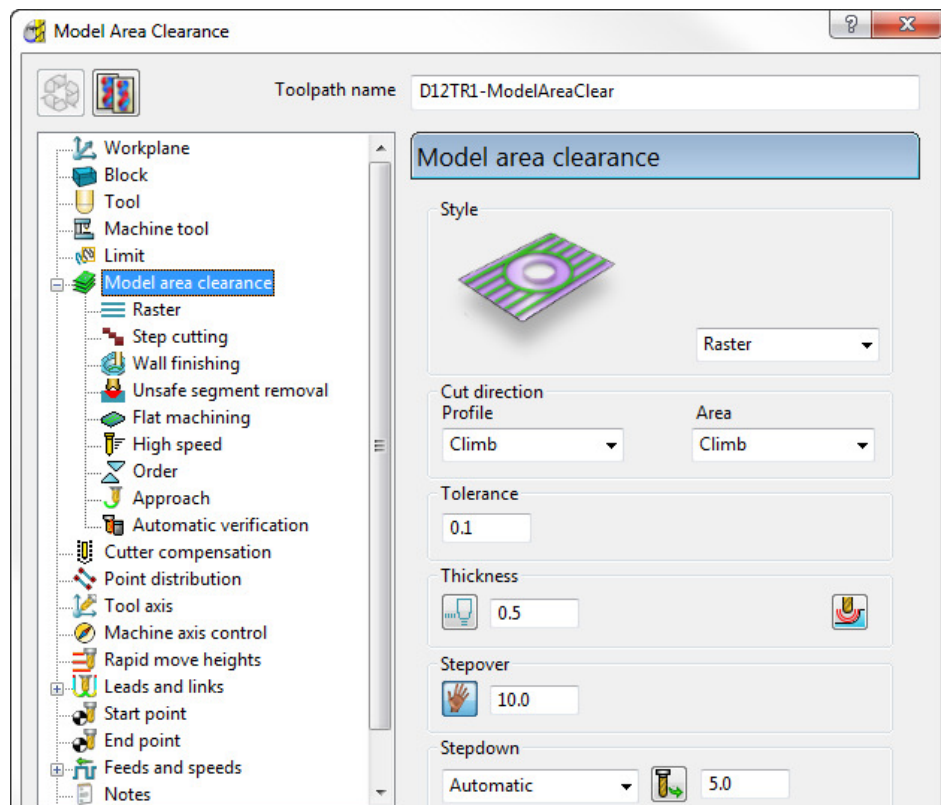 Model Area Clearance
Toolpath name
D12TR1-ModelAreaClear
Workplane
Block
Tool
Machine tool
Limit
Model area clearance
Raster
Step cutting
Wall finishing
Unsafe segment removal
Flat machining
High speed
Order
Approach
Automatic verification
Cutter compensation
Point distribution
Tool axis
Machine axis control
Rapid move heights
Leads and links
Start point
End point
Feeds and speeds
Notes
Model area clearance
Style
Raster
Cut direction
Profile Area
Climb Climb
Tolerance
0.1
Thickness
0.5
Stepover
10.0
Stepdown
Automatic 5.0